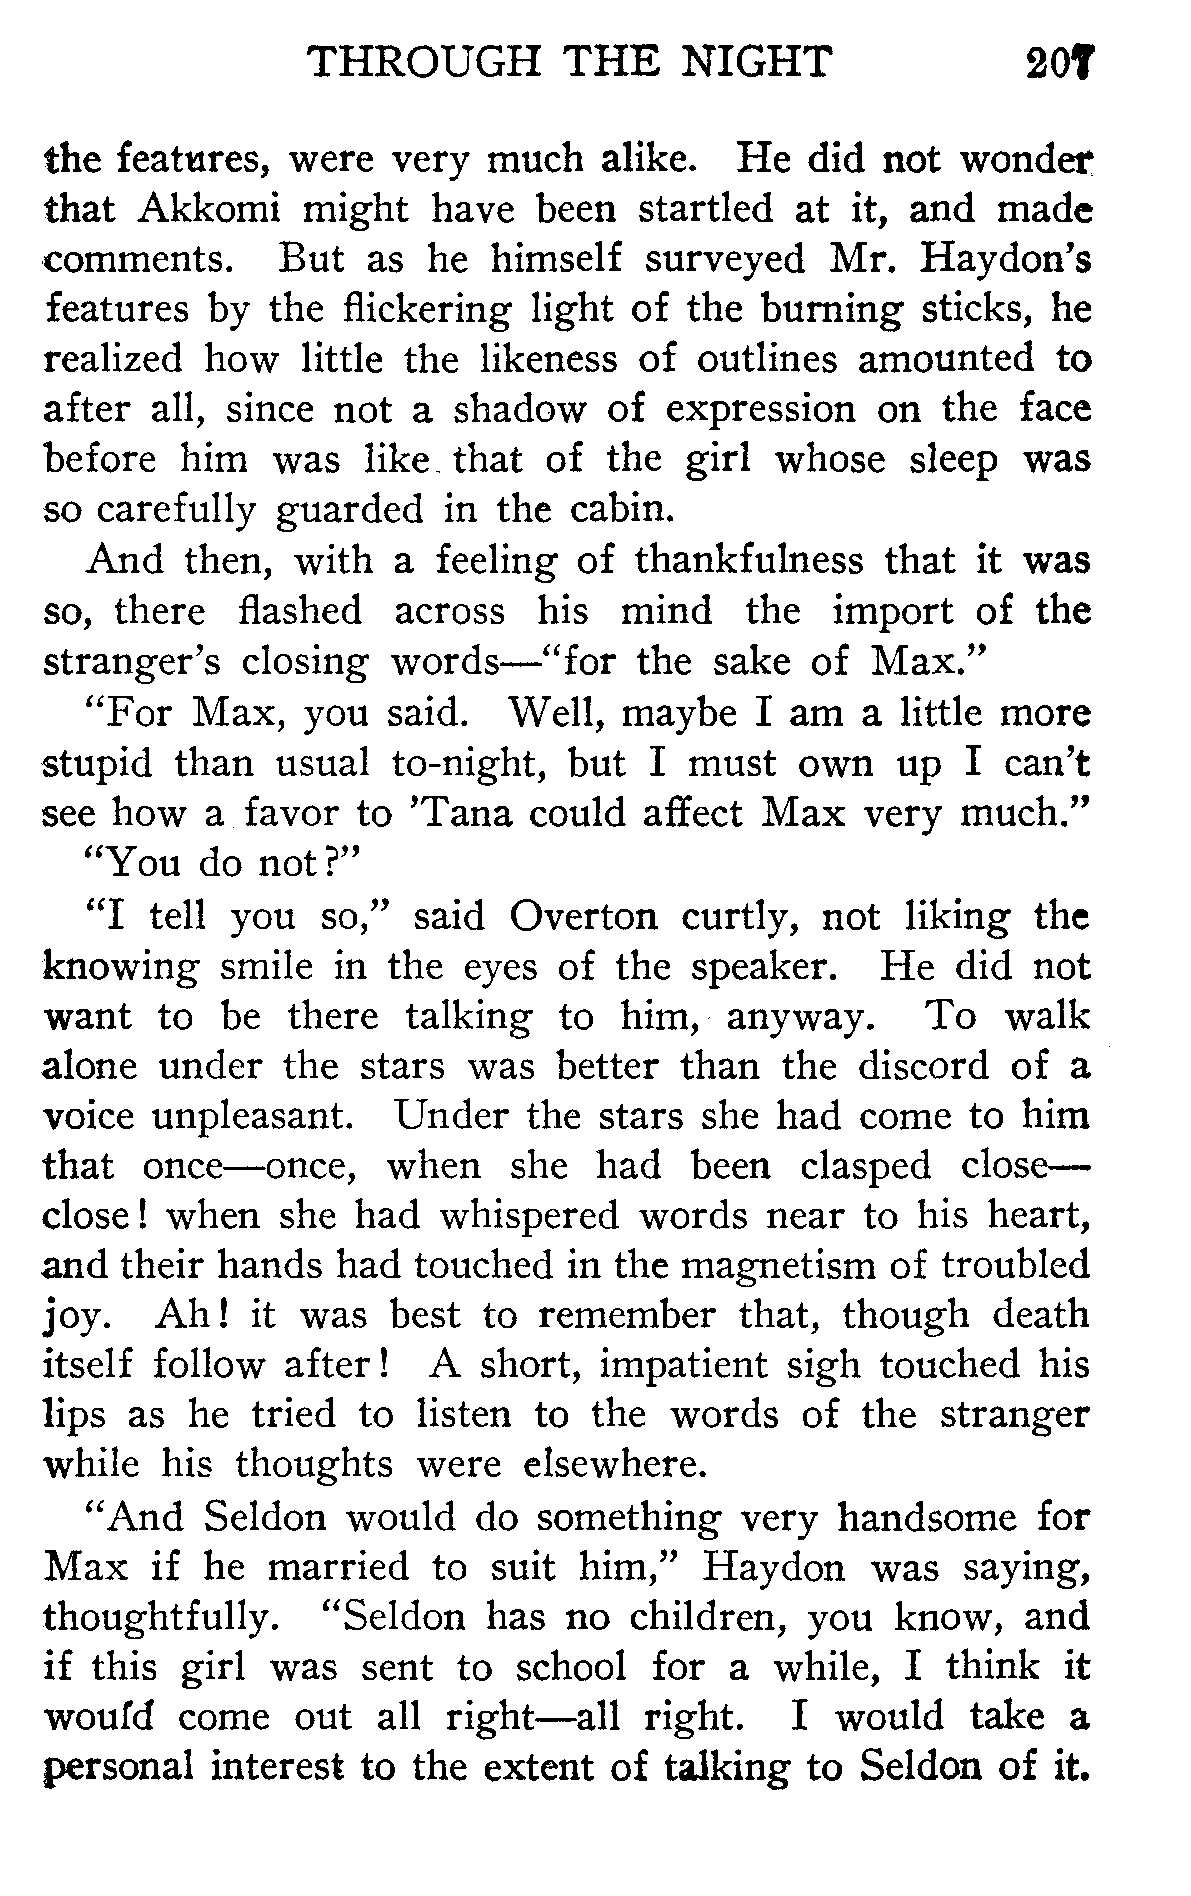 THROUGH THE NIGHT 207
the features, were very much alike. He did not wonder
that Akkomi might have been startled at it, and made
comments. But as he himself surveyed Mr. Haydon's
features by the flickering light of the burning sticks, he
realized how little the likeness of outlines amounted to
after all, since not a shadow of expression on the face
before him was like that of the girl whose sleep was
so carefully guarded in the cabin.
And then, with a feeling of thankfulness that it was
so, there flashed across his mind the import of the
stranger's closing words—“for the sake of Max.”
“For Max, you said. Well, maybe I am a little more
stupid than usual to-night, but I must own up I can't
see how a favor to 'Tana could affect Max very much.”
“You do not?”
“I tell you so,” said Overton curtly, not liking the
knowing smile in the eyes of the speaker. He did not
want to be there talking to him, anyway. To walk
alone under the stars was better than the discord of a
voice unpleasant. Under the stars she had come to him
that once—once, when she had been clasped close—
close! when she had whispered words near to his heart,
and their hands had touched in the magnetism of troubled
joy. Ah! it was best to remember that, though death
itself follow after! A short, impatient sigh touched his
lips as he tried to listen to the words of the stranger
while his thoughts were elsewhere.
“And Seldon would do something very handsome for
Max if he married to suit him,” Haydon was saying,
thoughtfully. “Seldon has no children, you know, and
if this girl was sent to school for a while, I think it
would come out all right—all right. I would take a
personal interest to the extent of talking to Seldon of it.